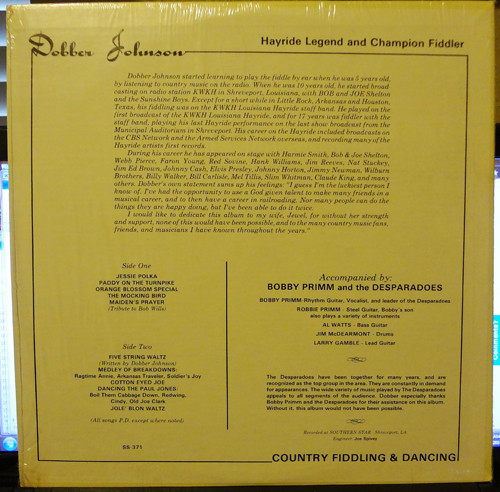 Dobber Johnson
Hayride Legend and Champion Fiddler
Dobber Johnson started learning to play the fiddle by ear when he was 5 years old,
by listening to country music on the radio. When he was 10 years old, he started broad
casting on radio station KWKH in Shreveport, Louisiana, with BOB and JOE Shelton
and the Sunshine Boys. Except for a short while in Little Rock, Arkansas and Houston,
Texas, his fiddling was on the KWKH Louisiana Hayride staff band. He played on the
first broadcast of the KWKH Louisiana Hayride, and for 17 years was fiddler with the
staff band, playing his last Hayride performance on the last show broadcast from the
Municipal Auditorium in Shreveport. His career on the Hayride included broadcasts on
the CBS Network and the Armed Services Network overseas, and recording many of the
Hayride artists first records.
During his career he has appeared on stage with Harmie Smith, Bob & Joe Shelton,
Webb Pierce, Faron Young, Red Sovine, Hank Williams, Jim Reeves, Nat Stuckey,
Jim Ed Brown, Johnny Cash, Elvis Presley, Johnny Horton, Jimmy Newman, Wilburn
Brothers, Billy Walker, Bill Carlisle, Mel Tillis, Slim Whitman, Claude King, and many
others. Dobber's own statement sums up his feelings: "I guess I'm the luckiest person I
know of. I've had the opportunity to use a God given talent to make many friends in a
musical career, and to then have a career in railroading. Nor many people can do the
things they are happy doing, but I've been able to do it twice.
I would like to dedicate this album to my wife, Jewel, for without her strength
and support, none of this would have been possible, and to the many country music fans,
friends, and musicians I have known throughout the years."
Side One
JESSIE POLKA
PADDY ON THE TURNPIKE
ORANGE BLOSSOM SPECIAL
THE MOCKING BIRD
MAIDEN'S PRAYER
(Tribute to Bob Wills)
Side Two
FIVE STRING WALTZ
(Written by Dobber Johnson)
MEDLEY OF BREAKDOWNS:
Ragtime Annie, Arkansas Traveler, Soldier's Joy
COTTON EYED JOE
DANCING THE PAUL JONES:
Boil Them Cabbage Down, Redwing,
Cindy, Old Joe Clark
JOLE' BLON WALTZ
(All songs P.D. except where noted)
SS-371
Accompanied by:
BOBBY PRIMM and the DESPARADOES
BOBBY PRIMM-Rhythm Guitar, Vocalist, and leader of the Desparadoes
ROBBIE PRIMM - Steel Guitar, Bobby's son
also plays a variety of instruments
AL WATTS - Bass Guitar
JIM McDEARMONT - Drums
LARRY GAMBLE - Lead Guitar
The Desparadoes have been together for many years, and are
recognized as the top group in the area. They are constantly in demand
for appearances. The wide variety of music played by The Desparadoes
appeals to all segments of the audience. Dobber especially thanks
Bobby Primm and the Desparadoes for their assistance on this album.
Without it, this album would not have been possible.
Recorded at SOUTHERN STAR - Shreveport, LA
Engineer: Joe Spivey
COUNTRY FIDDLING & DANCING
Comments?